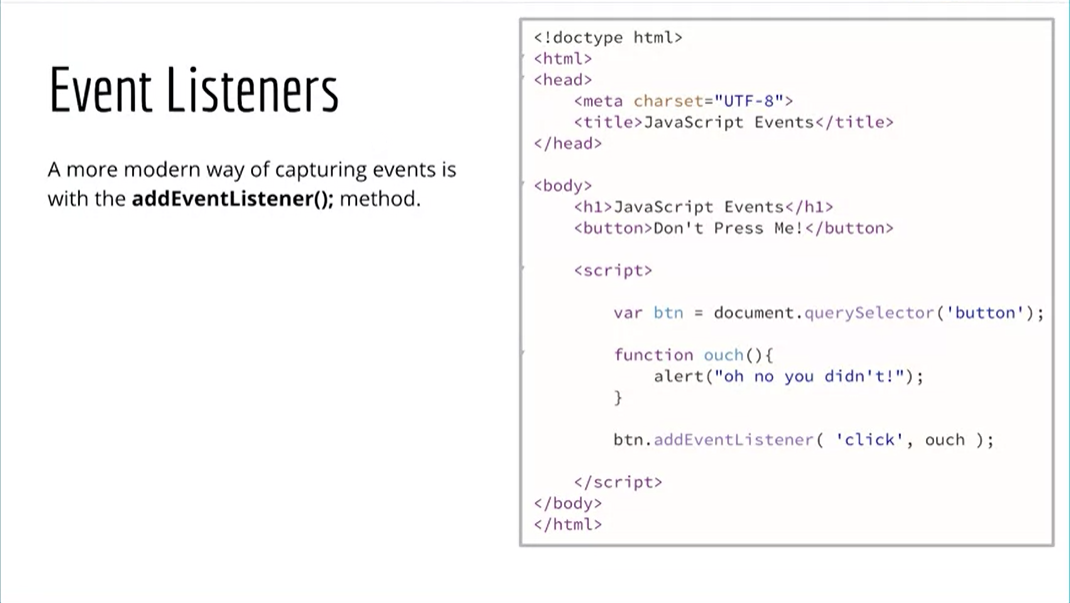 Event Listeners
A more modern way of capturing events is
with the addEventListener(); method.
<!doctype html>
<html>
<head>
    <meta charset="UTF-8">
    <title>JavaScript Events</title>
</head>

<body>
    <h1>JavaScript Events</h1>
    <button>Don't Press Me!</button>

    <script>

        var btn = document.querySelector('button');

        function ouch(){
            alert("oh no you didn't!");
        }

        btn.addEventListener( 'click', ouch );

    </script>
</body>
</html>